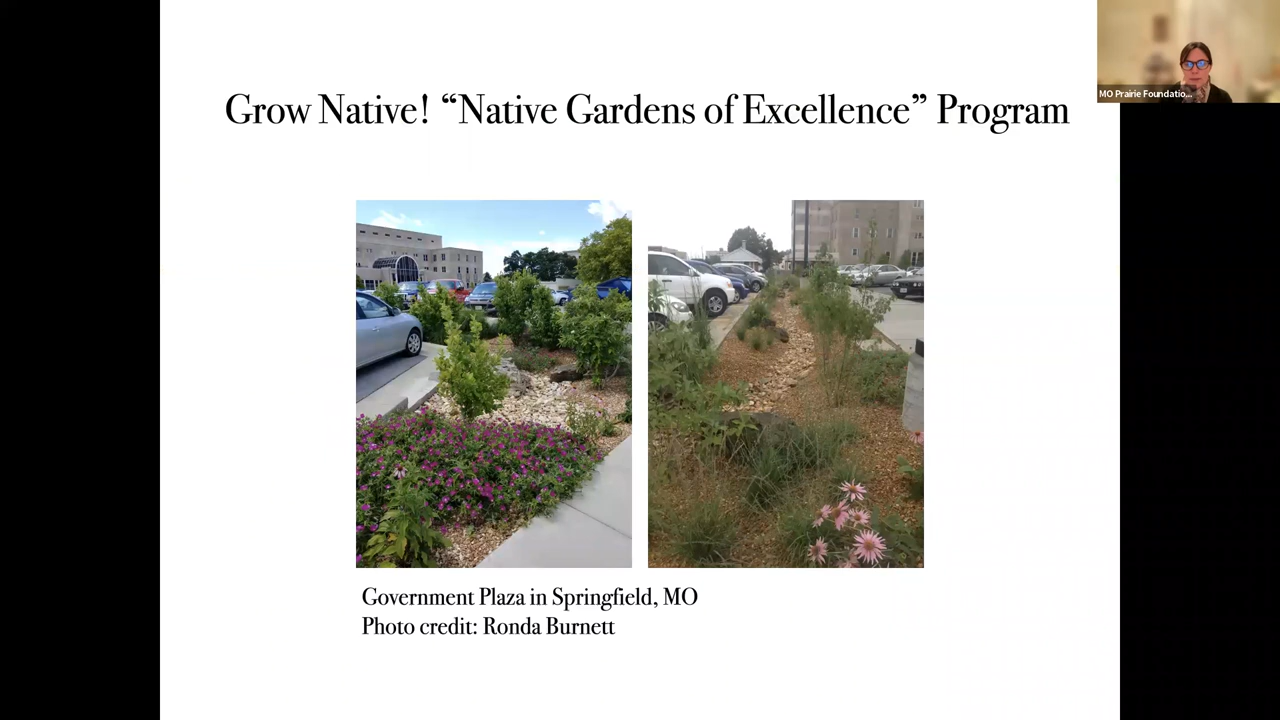 Grow Native! “Native Gardens of Excellence” Program
MO Prairie Foundatio...
Government Plaza in Springfield, MO
Photo credit: Ronda Burnett